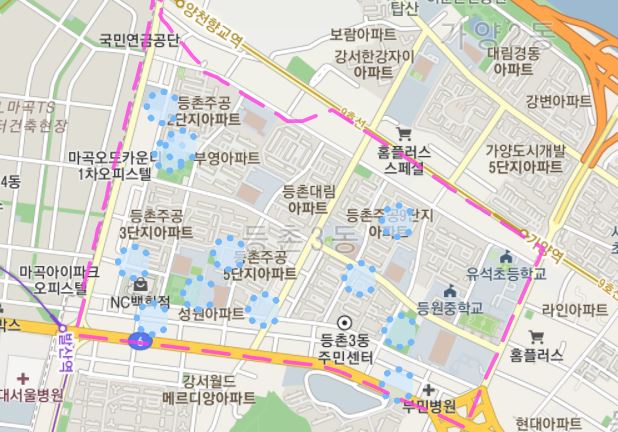 양천향교역
탑산
보람아파트
가양2동
국민연금공단
강서한강자이
아파트
대림경동
아파트
강변아파트
L마곡TS
터건축현장
등촌주공
2단지아파트
9호선
홈플러스
스페셜
가양도시개발
5단지아파트
마곡오드카운티
1차오피스텔
부영아파트
4동
등촌대림
아파트
등촌주공
3단지아파트
등촌3동
등촌주공9단지
아파트
가양역
등촌주공
5단지아파트
유석초등학교
9호선
마곡아이파크
오피스텔
NC백화점
성원아파트
등원중학교
라인아파트
박스
발산역
6
등촌3동
주민센터
홈플러스
강서월드
메르디앙아파트
대서울병원
부민병원
현대아파트